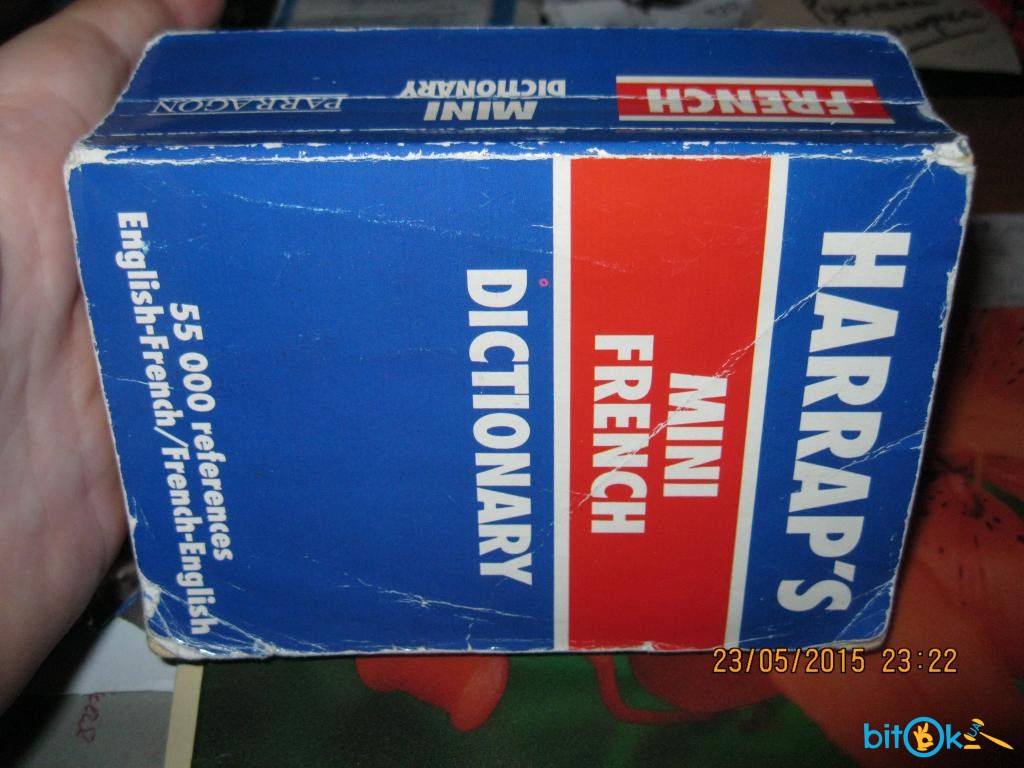 HARRAP'S
MINI
FRENCH
DICTIONARY
55 000 references
English-French/French-English
FRENCH
MINI
DICTIONARY
PARRAGON
23/05/2015 23:22
bitOk.UA